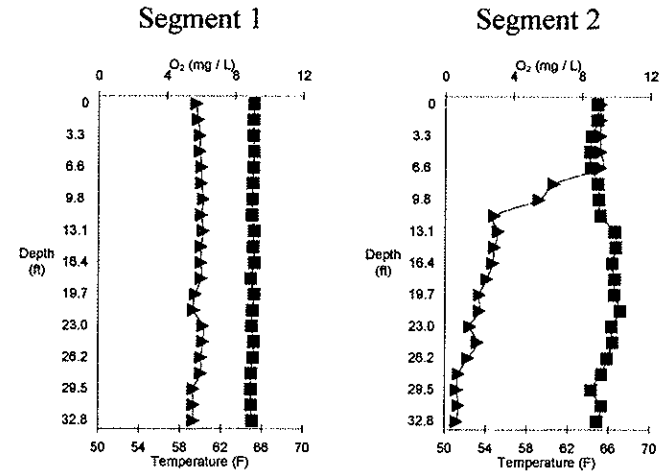 Segment 1 Segment 2
O₂ (mg / L) O₂ (mg / L)
0 4 8 12 0 4 8 12
0 0
3.3 3.3
6.6 6.6
9.8 9.8
13.1 13.1
Depth (ft) 16.4 Depth (ft) 16.4
19.7 19.7
23.0 23.0
26.2 26.2
29.5 29.5
32.8 32.8
50 54 58 62 66 70 50 54 58 62 66 70
Temperature (F) Temperature (F)